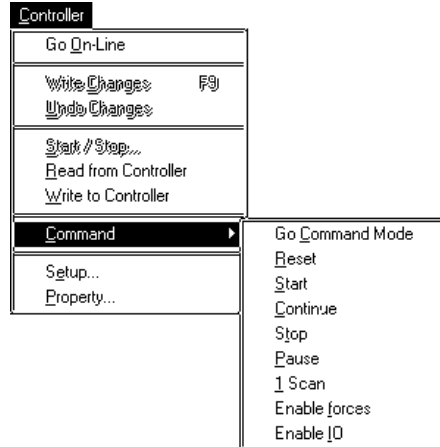 Controller
Go On-Line
Write Changes F9
Undo Changes
Start / Stop...
Read from Controller
Write to Controller
Command
Setup...
Property...
Go Command Mode
Reset
Start
Continue
Stop
Pause
1 Scan
Enable forces
Enable IO